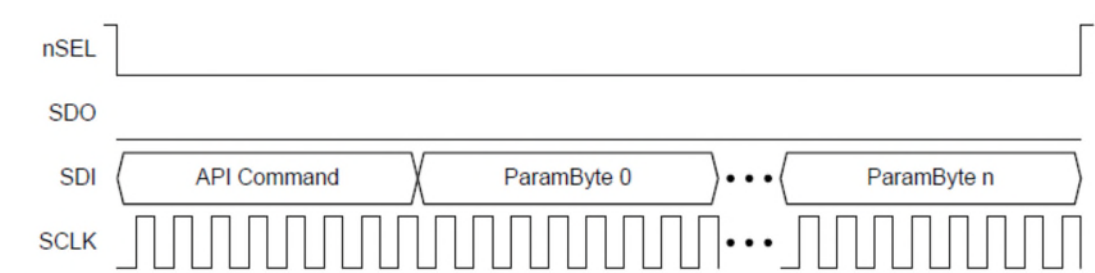 nSEL
SDO
SDI API Command ParamByte 0 ParamByte n
SCLK